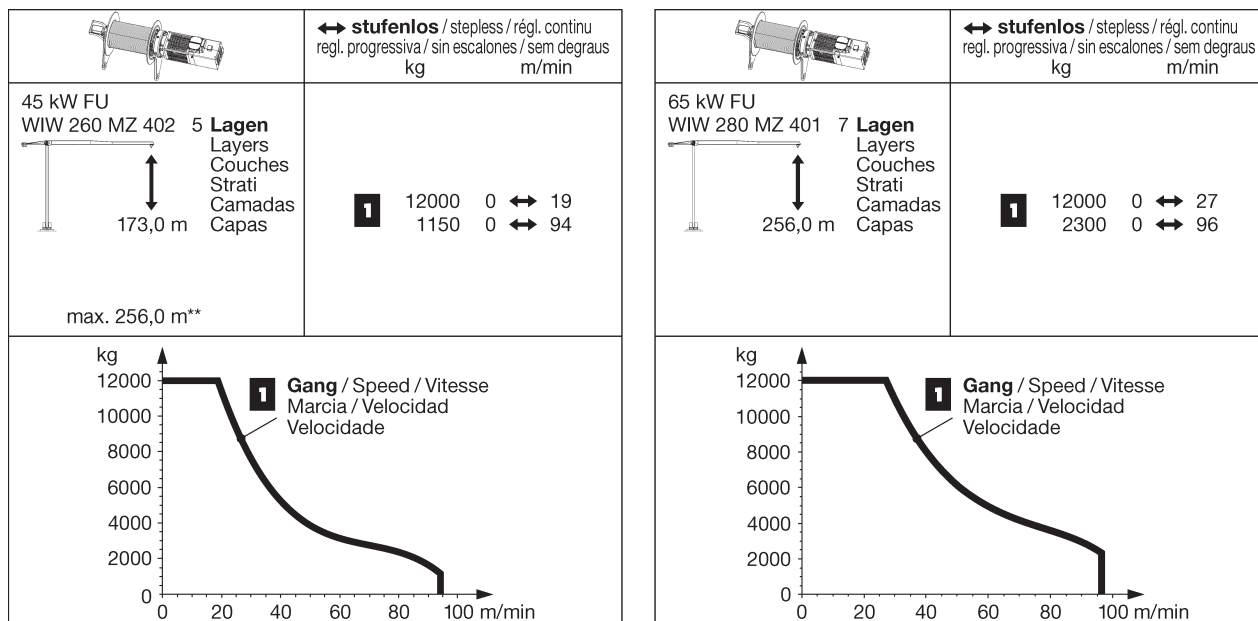 stufenlos / stepless / régl. continu
regl. progressiva / sin escalones / sem degraus
kg m/min
45 kW FU
WIW 260 MZ 402 5 Lagen
Layers
Couches
Strati
Camadas
173,0 m Capas
1 12000 0 ↔ 19
1150 0 ↔ 94
max. 256,0 m**
kg
12000
10000
8000
6000
4000
2000
0
0 20 40 60 80 100 m/min
1 Gang / Speed / Vitesse
Marcia / Velocidad
Velocidade
stufenlos / stepless / régl. continu
regl. progressiva / sin escalones / sem degraus
kg m/min
65 kW FU
WIW 280 MZ 401 7 Lagen
Layers
Couches
Strati
Camadas
256,0 m Capas
1 12000 0 ↔ 27
2300 0 ↔ 96
kg
12000
10000
8000
6000
4000
2000
0
0 20 40 60 80 100 m/min
1 Gang / Speed / Vitesse
Marcia / Velocidad
Velocidade